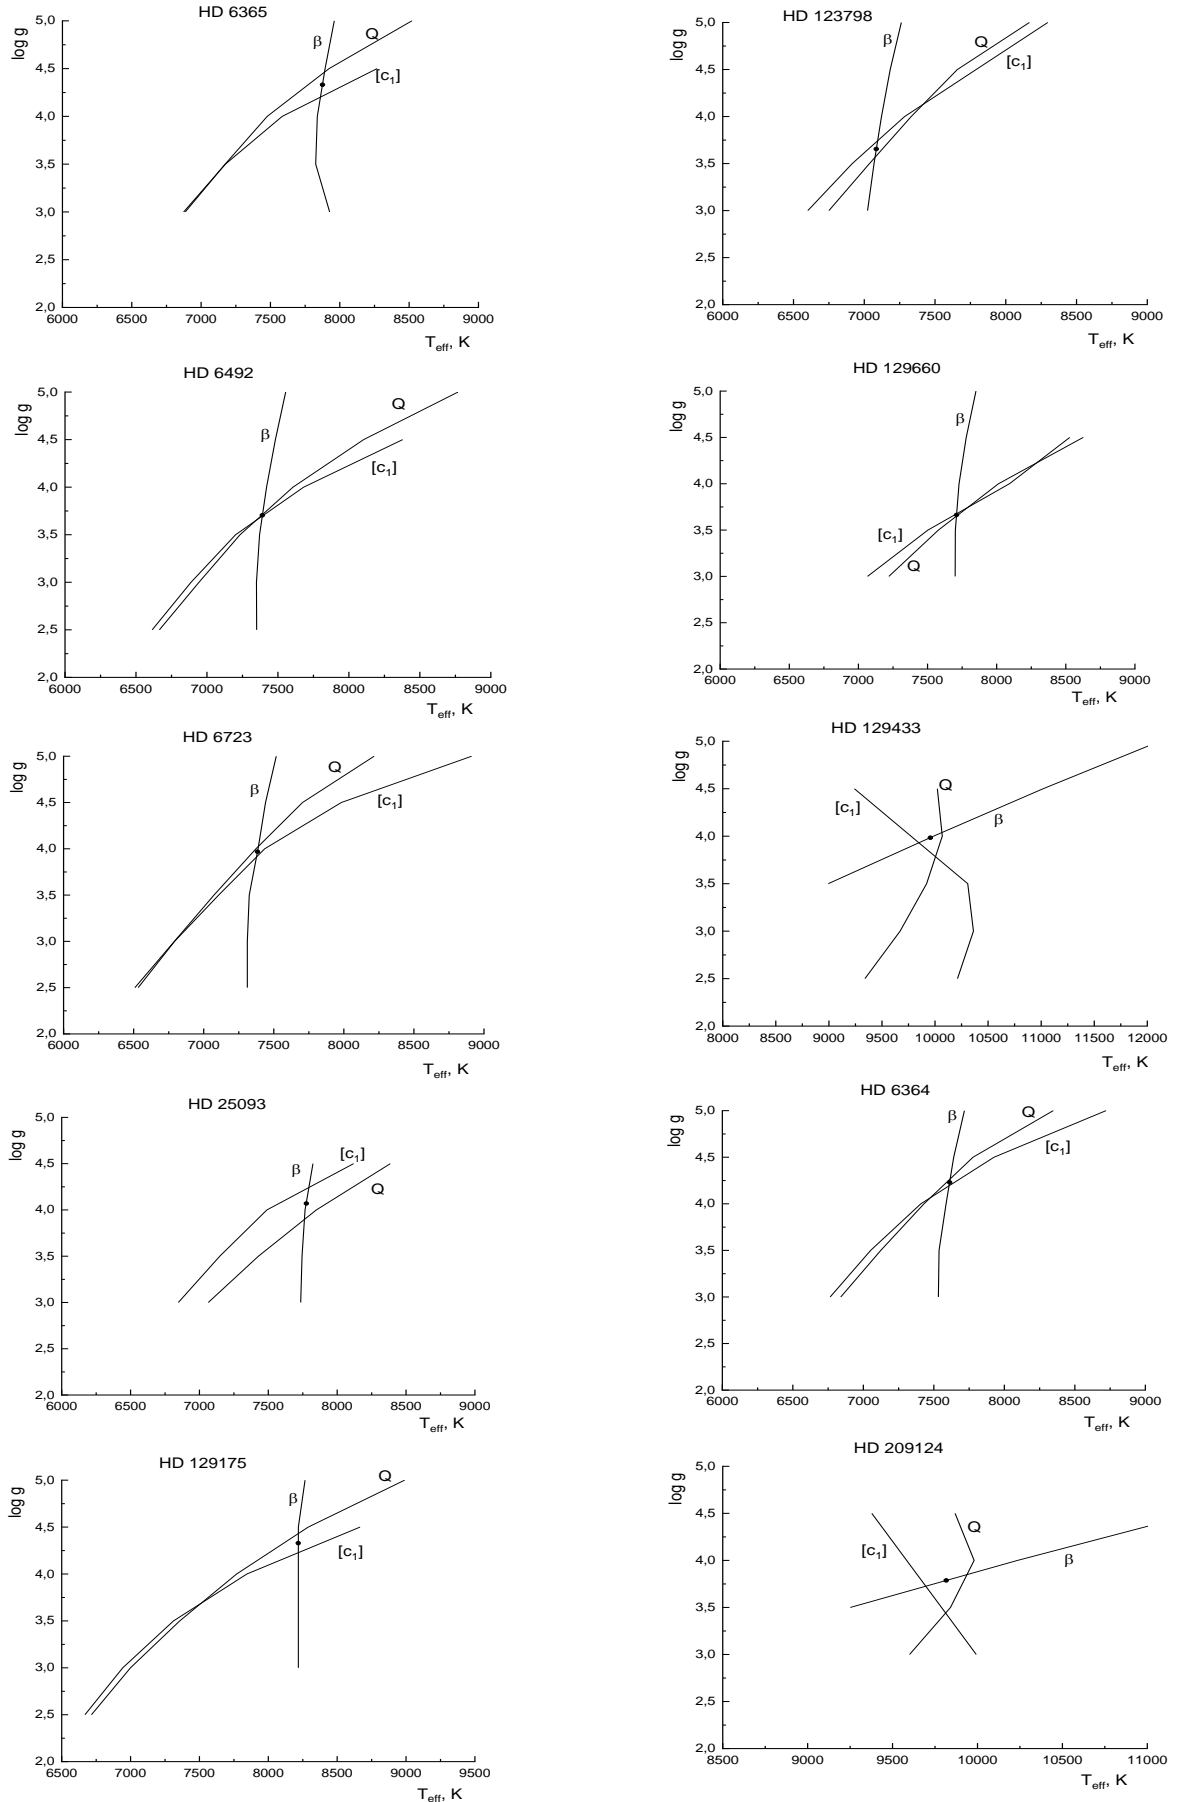 HD 6365
log g
5,0
4,5
4,0
3,5
3,0
2,5
2,0
β
Q
[c1]
6000 6500 7000 7500 8000 8500 9000
Teff, K
HD 123798
log g
5,0
4,5
4,0
3,5
3,0
2,5
2,0
β
Q
[c1]
6000 6500 7000 7500 8000 8500 9000
Teff, K
HD 6492
log g
5,0
4,5
4,0
3,5
3,0
2,5
2,0
β
Q
[c1]
6000 6500 7000 7500 8000 8500 9000
Teff, K
HD 129660
log g
5,0
4,5
4,0
3,5
3,0
2,5
2,0
β
[c1]
Q
6000 6500 7000 7500 8000 8500 9000
Teff, K
HD 6723
log g
5,0
4,5
4,0
3,5
3,0
2,5
2,0
β
Q
[c1]
6000 6500 7000 7500 8000 8500 9000
Teff, K
HD 129433
log g
5,0
4,5
4,0
3,5
3,0
2,5
2,0
[c1]
Q
β
8000 8500 9000 9500 10000 10500 11000 11500 12000
Teff, K
HD 25093
log g
5,0
4,5
4,0
3,5
3,0
2,5
2,0
β
[c1]
Q
6000 6500 7000 7500 8000 8500 9000
Teff, K
HD 6364
log g
5,0
4,5
4,0
3,5
3,0
2,5
2,0
β
Q
[c1]
6000 6500 7000 7500 8000 8500 9000
Teff, K
HD 129175
log g
5,0
4,5
4,0
3,5
3,0
2,5
2,0
β
Q
[c1]
6500 7000 7500 8000 8500 9000 9500
Teff, K
HD 209124
log g
5,0
4,5
4,0
3,5
3,0
2,5
2,0
[c1]
Q
β
8500 9000 9500 10000 10500 11000
Teff, K